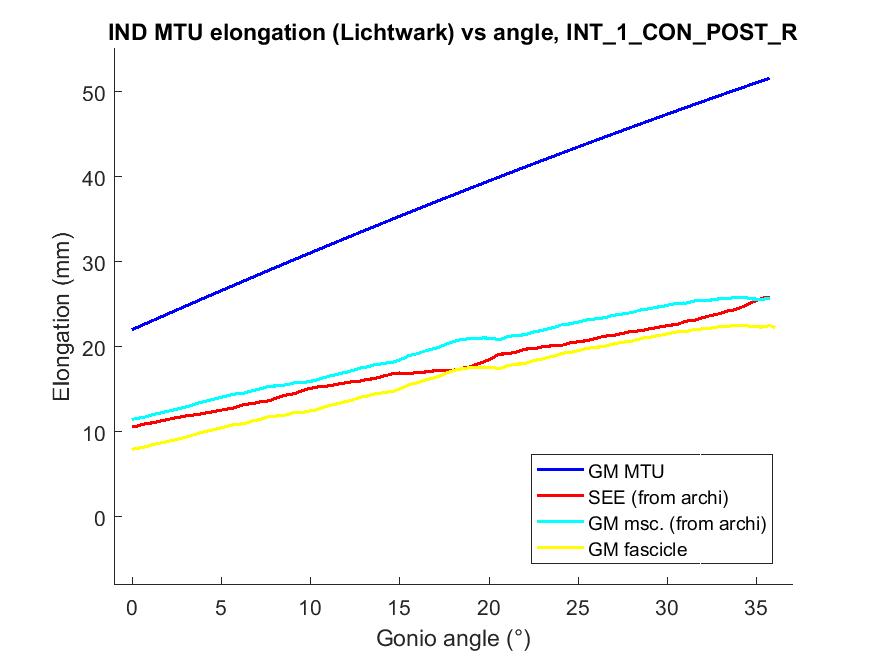 IND MTU elongation (Lichtwark) vs angle, INT_1_CON_POST_R
50
40
30
20
10
0
Elongation (mm)
GM MTU
SEE (from archi)
GM msc. (from archi)
GM fascicle
0 5 10 15 20 25 30 35
Gonio angle (°)